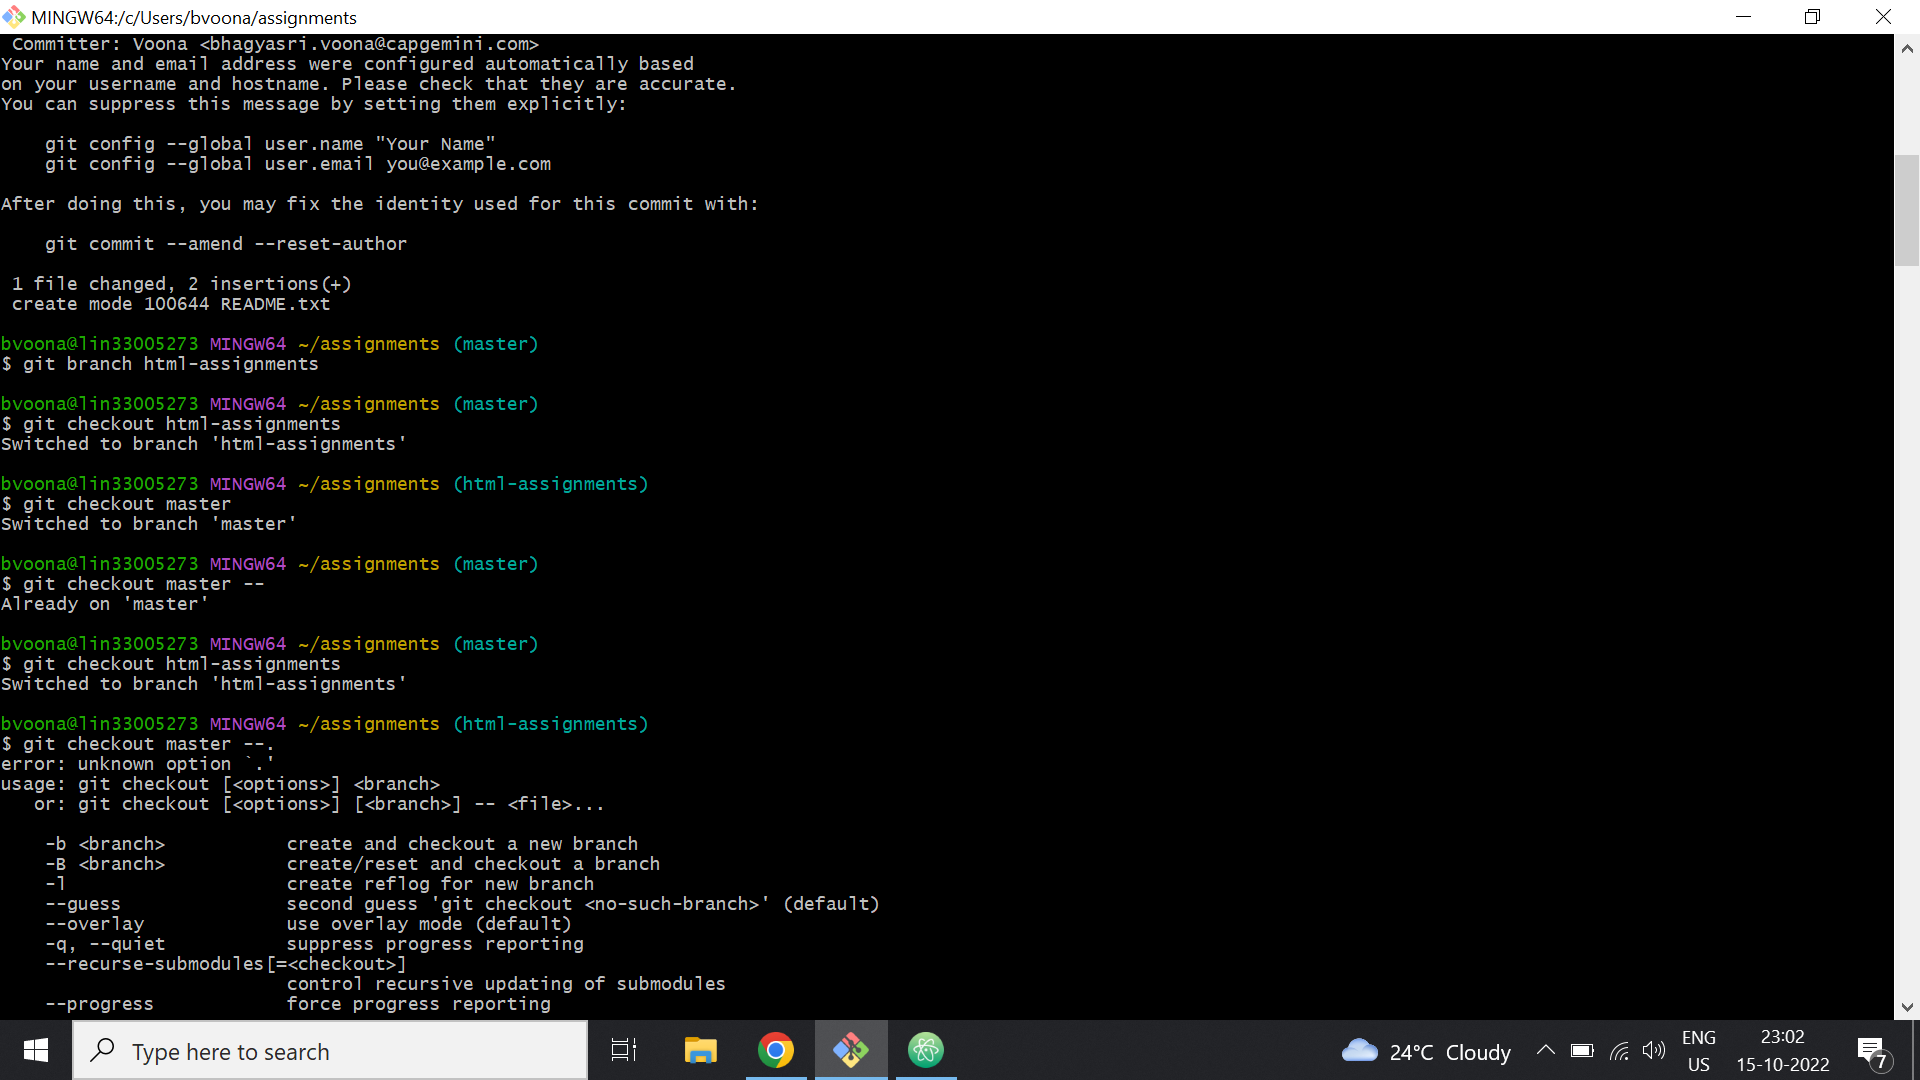 MINGW64:/c/Users/bvoona/assignments
 Committer: Voona <bhagyasri.voona@capgemini.com>
Your name and email address were configured automatically based
on your username and hostname. Please check that they are accurate.
You can suppress this message by setting them explicitly:
    git config --global user.name "Your Name"
    git config --global user.email you@example.com
After doing this, you may fix the identity used for this commit with:
    git commit --amend --reset-author
 1 file changed, 2 insertions(+)
 create mode 100644 README.txt
bvoona@lin33005273 MINGW64 ~/assignments (master)
$ git branch html-assignments
bvoona@lin33005273 MINGW64 ~/assignments (master)
$ git checkout html-assignments
Switched to branch 'html-assignments'
bvoona@lin33005273 MINGW64 ~/assignments (html-assignments)
$ git checkout master
Switched to branch 'master'
bvoona@lin33005273 MINGW64 ~/assignments (master)
$ git checkout master --
Already on 'master'
bvoona@lin33005273 MINGW64 ~/assignments (master)
$ git checkout html-assignments
Switched to branch 'html-assignments'
bvoona@lin33005273 MINGW64 ~/assignments (html-assignments)
$ git checkout master --.
error: unknown option `.'
usage: git checkout [<options>] <branch>
   or: git checkout [<options>] [<branch>] -- <file>...
    -b <branch>           create and checkout a new branch
    -B <branch>           create/reset and checkout a branch
    -l                    create reflog for new branch
    --guess               second guess 'git checkout <no-such-branch>' (default)
    --overlay             use overlay mode (default)
    -q, --quiet           suppress progress reporting
    --recurse-submodules[=<checkout>]
                          control recursive updating of submodules
    --progress            force progress reporting
Type here to search
24°C Cloudy
ENG
US
23:02
15-10-2022
7